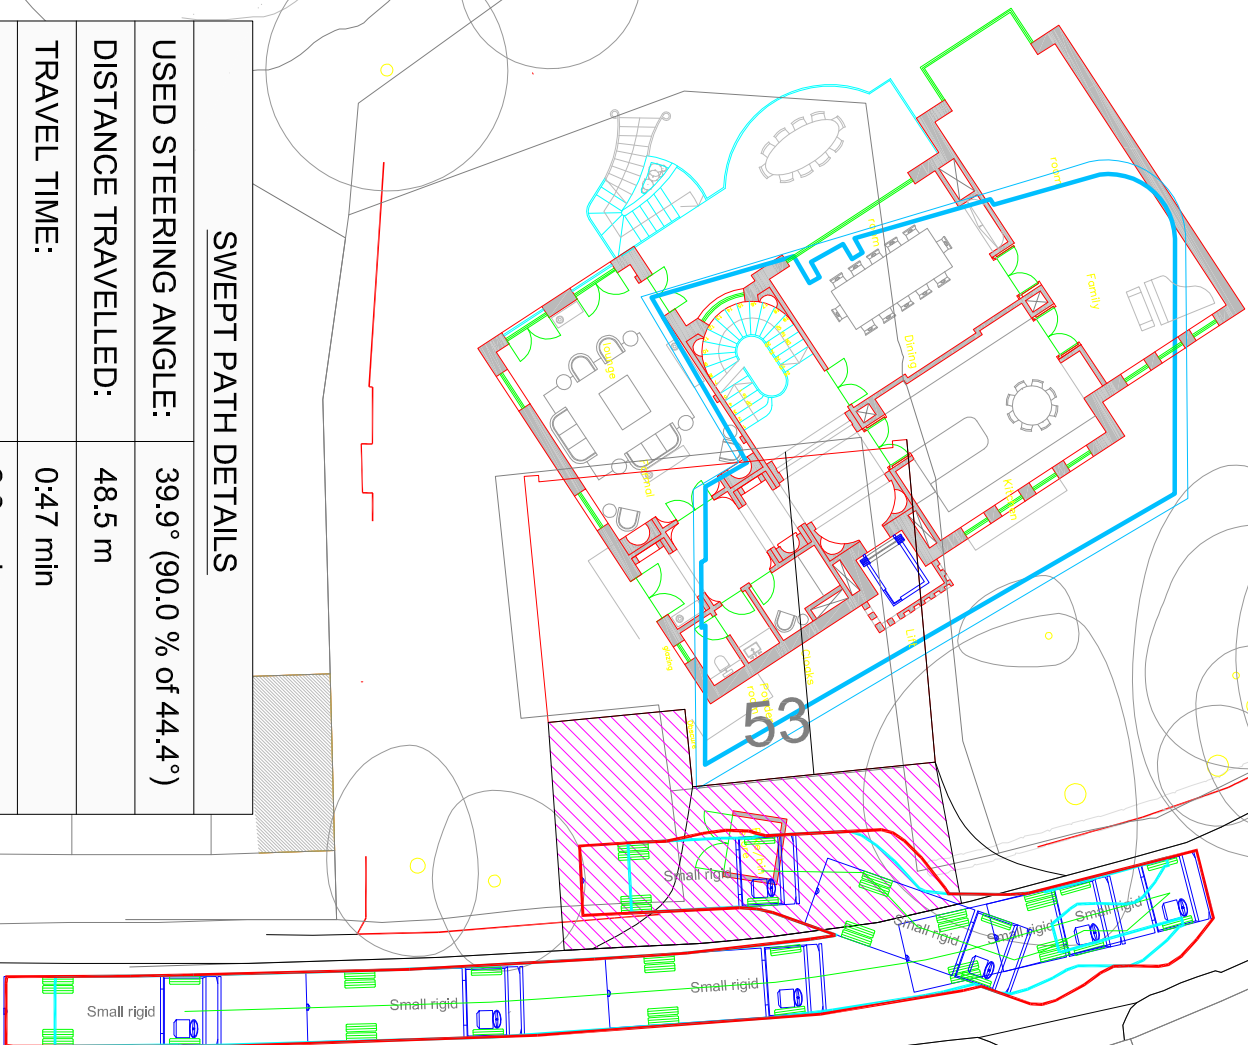 SWEPT PATH DETAILS
USED STEERING ANGLE: 39.9° (90.0 % of 44.4°)
DISTANCE TRAVELLED: 48.5 m
TRAVEL TIME: 0:47 min
room
Family
Dining
Kitchen
Lift
53
Small rigid
Small rigid
Small rigid
Small rigid
Small rigid
Small rigid
Small rigid